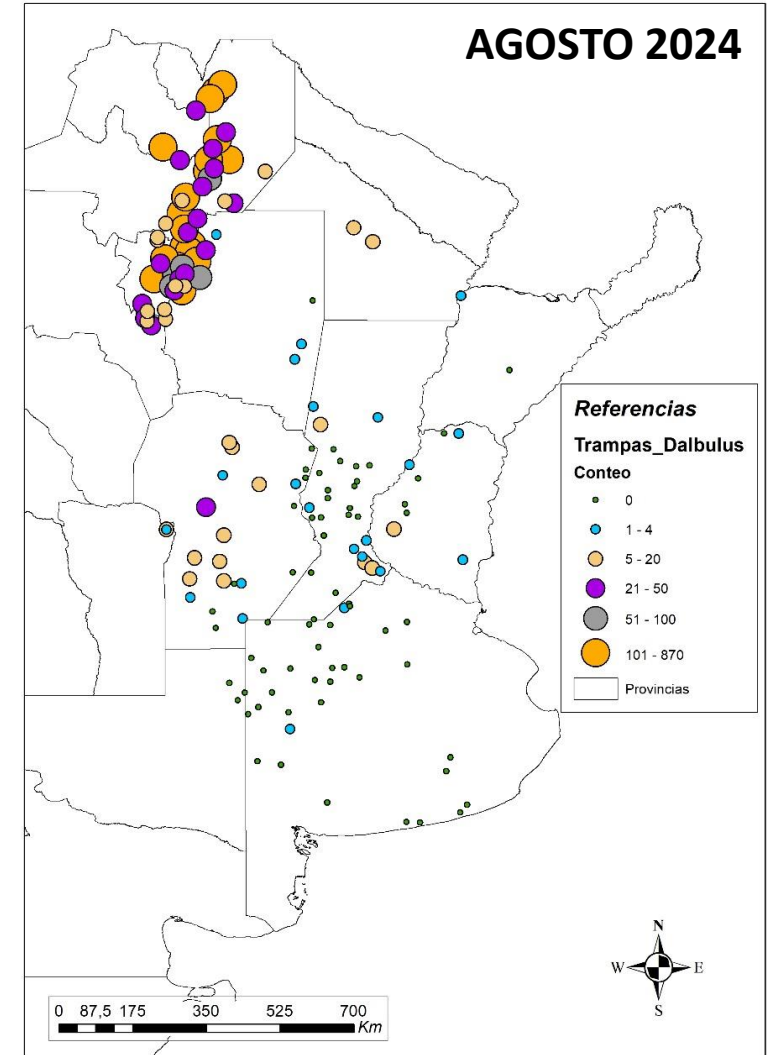 AGOSTO 2024
Referencias
Trampas_Dalbulus
Conteo
0
1 - 4
5 - 20
21 - 50
51 - 100
101 - 870
Provincias
N
W E
S
0 87,5 175 350 525 700
Km